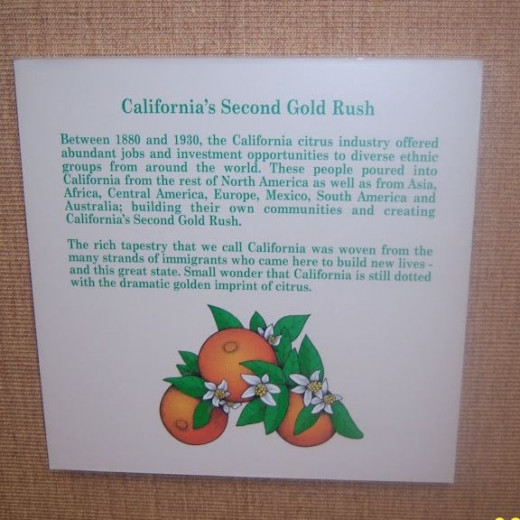 California's Second Gold Rush
Between 1880 and 1930, the California citrus industry offered
abundant jobs and investment opportunities to diverse ethnic
groups from around the world. These people poured into
California from the rest of North America as well as from Asia,
Africa, Central America, Europe, Mexico, South America and
Australia; building their own communities and creating
California's Second Gold Rush.
The rich tapestry that we call California was woven from the
many strands of immigrants who came here to build new lives -
and this great state. Small wonder that California is still dotted
with the dramatic golden imprint of citrus.